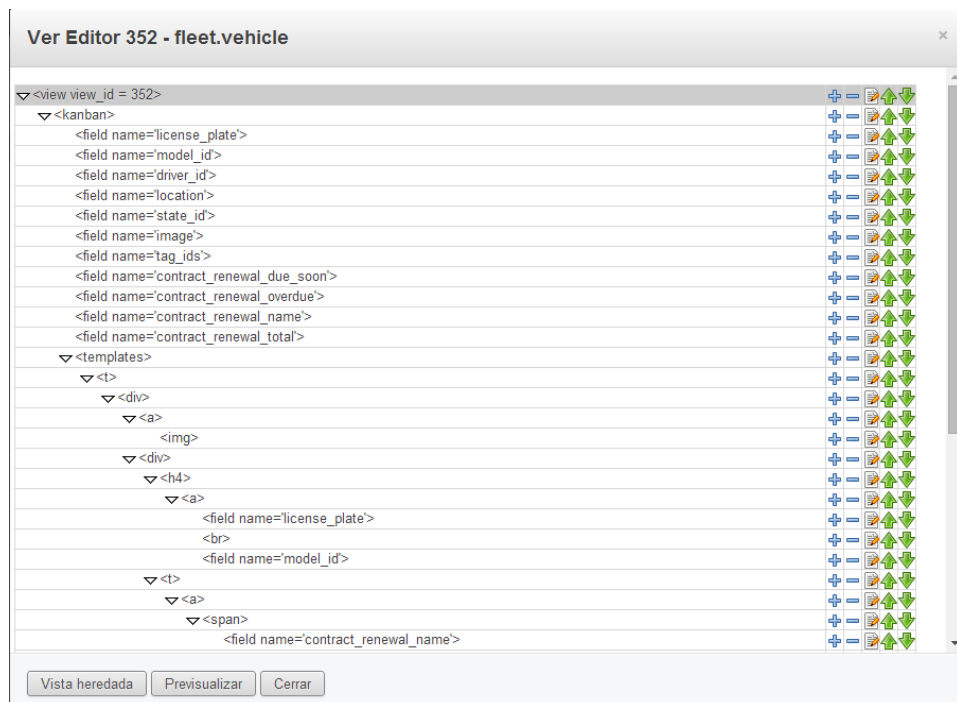 Ver Editor 352 - fleet.vehicle
×
<view view_id = 352>
<kanban>
<field name='license_plate'>
<field name='model_id'>
<field name='driver_id'>
<field name='location'>
<field name='state_id'>
<field name='image'>
<field name='tag_ids'>
<field name='contract_renewal_due_soon'>
<field name='contract_renewal_overdue'>
<field name='contract_renewal_name'>
<field name='contract_renewal_total'>
<templates>
<t>
<div>
<a>
<img>
<div>
<h4>
<a>
<field name='license_plate'>
<br>
<field name='model_id'>
<t>
<a>
<span>
<field name='contract_renewal_name'>
Vista heredada Previsualizar Cerrar